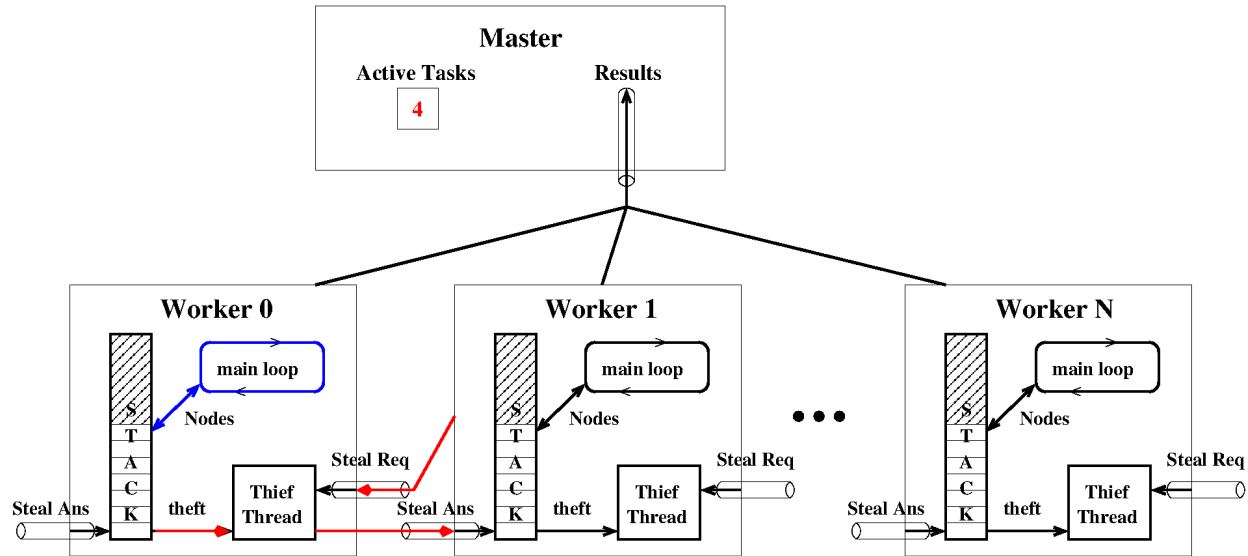 Master
Active Tasks
Results
4
Worker 0
main loop
Nodes
S
T
A
C
K
Steal Req
Steal Ans
theft
Thief
Thread
Worker 1
main loop
Nodes
S
T
A
C
K
Steal Req
Steal Ans
theft
Thief
Thread
Worker N
main loop
Nodes
S
T
A
C
K
Steal Req
Steal Ans
theft
Thief
Thread